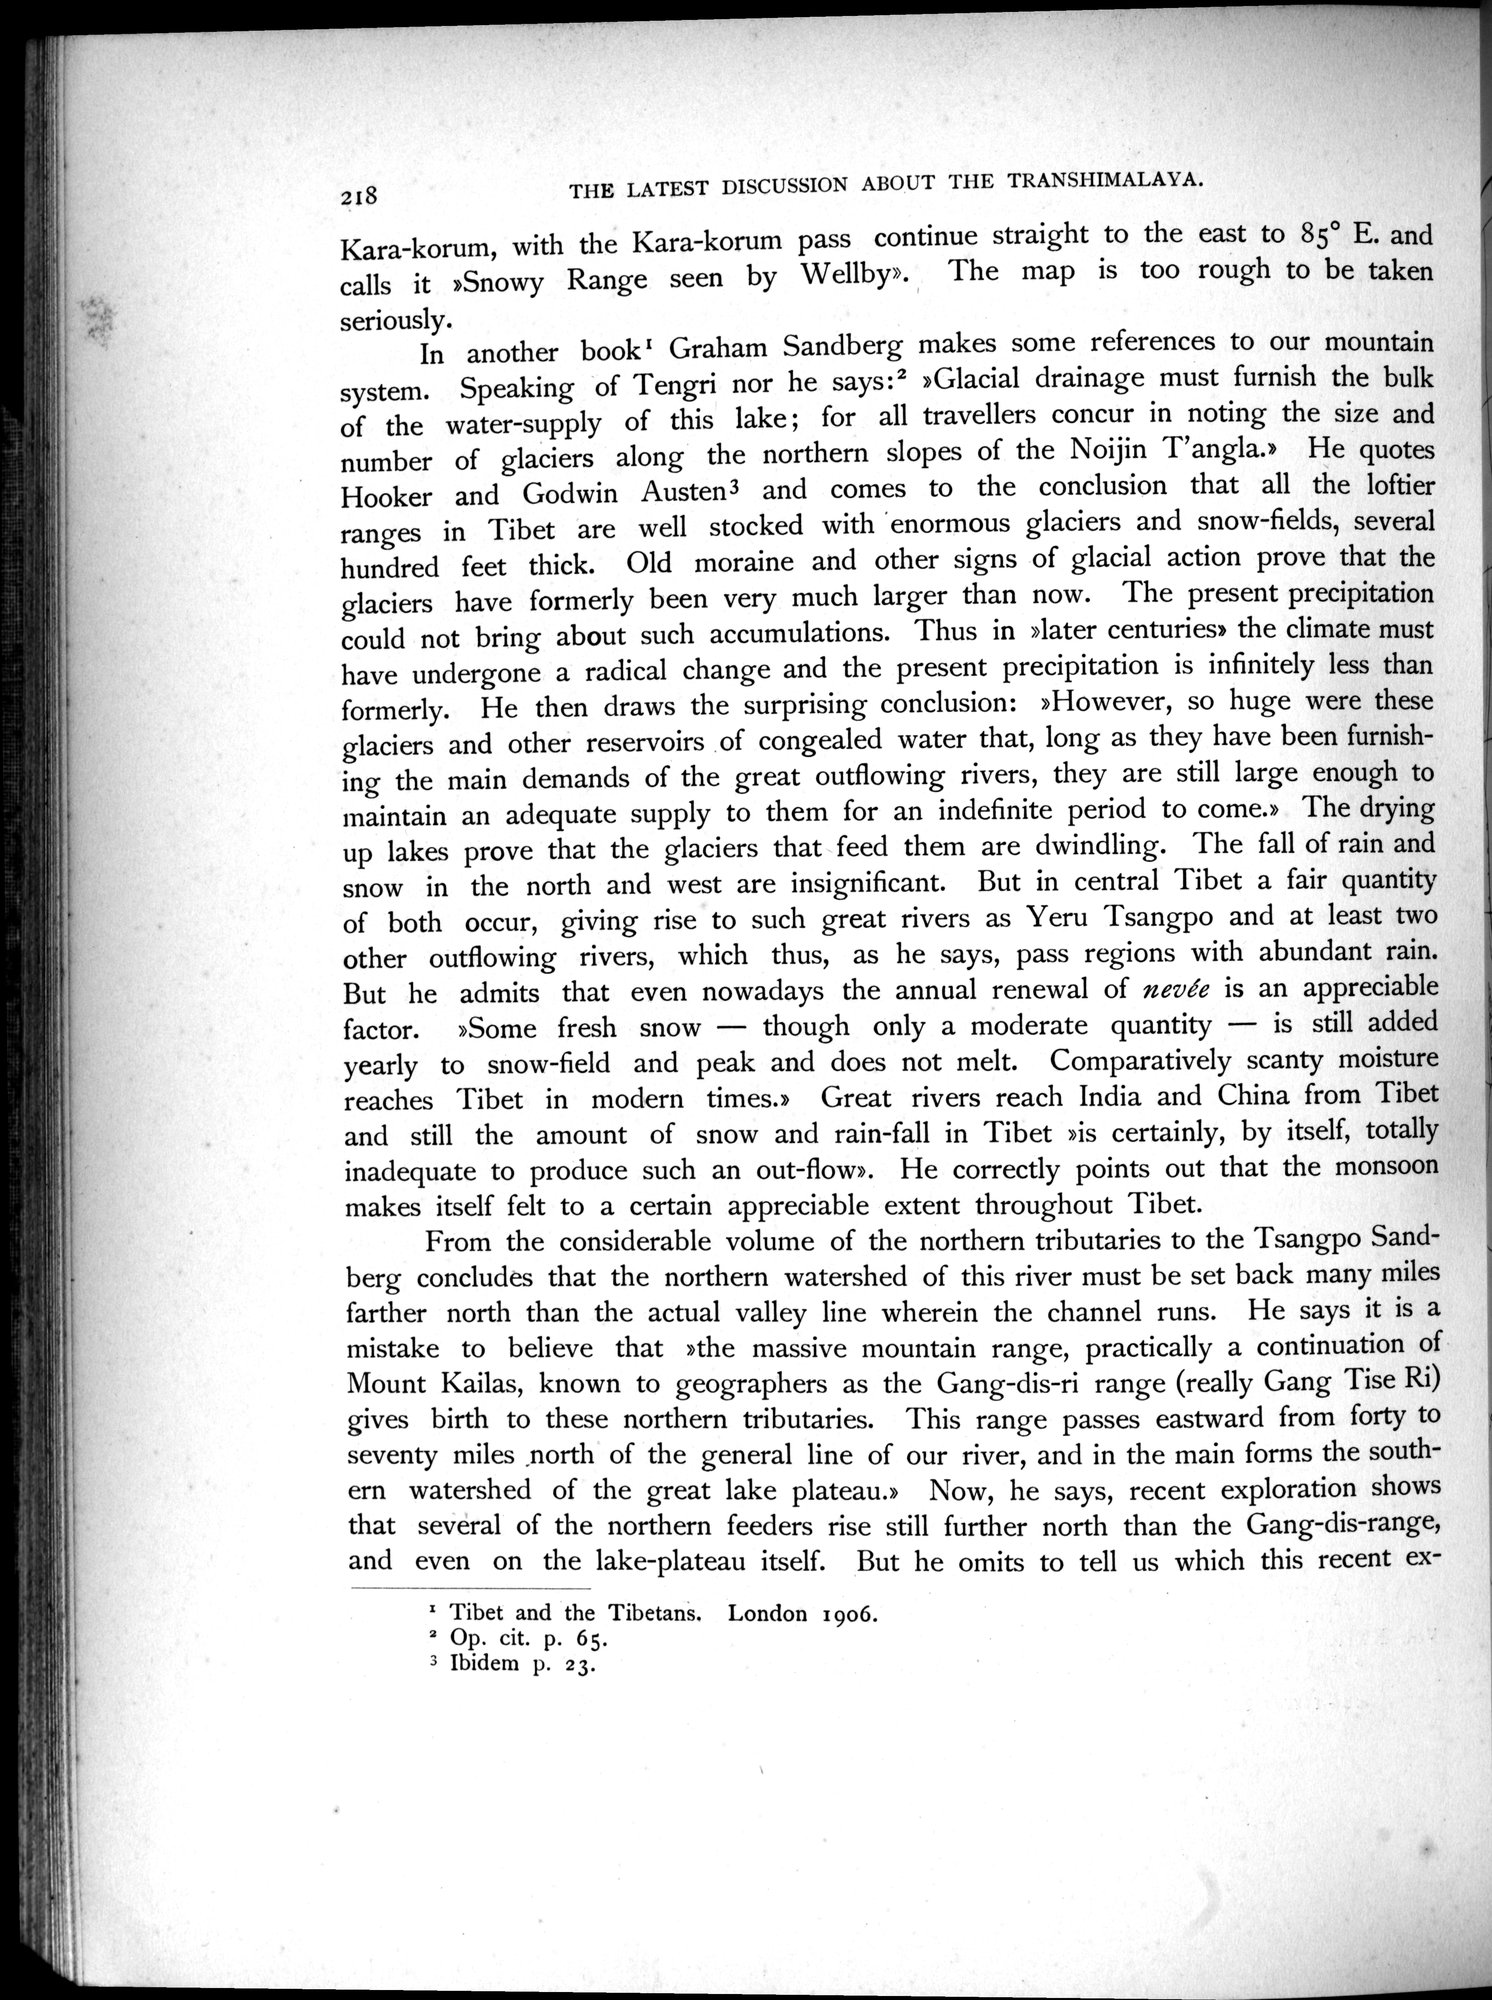 218
THE LATEST DISCUSSION ABOUT THE TRANSHIMALAYA.
Kara-korum, with the Kara-korum pass continue straight to the east to 85° E. and
calls it »Snowy Range seen by Wellby». The map is too rough to be taken
seriously.
In another book¹ Graham Sandberg makes some references to our mountain
system. Speaking of Tengri nor he says:² »Glacial drainage must furnish the bulk
of the water-supply of this lake; for all travellers concur in noting the size and
number of glaciers along the northern slopes of the Noijin T'angla.» He quotes
Hooker and Godwin Austen³ and comes to the conclusion that all the loftier
ranges in Tibet are well stocked with enormous glaciers and snow-fields, several
hundred feet thick. Old moraine and other signs of glacial action prove that the
glaciers have formerly been very much larger than now. The present precipitation
could not bring about such accumulations. Thus in »later centuries» the climate must
have undergone a radical change and the present precipitation is infinitely less than
formerly. He then draws the surprising conclusion: »However, so huge were these
glaciers and other reservoirs of congealed water that, long as they have been furnish-
ing the main demands of the great outflowing rivers, they are still large enough to
maintain an adequate supply to them for an indefinite period to come.» The drying
up lakes prove that the glaciers that feed them are dwindling. The fall of rain and
snow in the north and west are insignificant. But in central Tibet a fair quantity
of both occur, giving rise to such great rivers as Yeru Tsangpo and at least two
other outflowing rivers, which thus, as he says, pass regions with abundant rain.
But he admits that even nowadays the annual renewal of nevée is an appreciable
factor. »Some fresh snow — though only a moderate quantity — is still added
yearly to snow-field and peak and does not melt. Comparatively scanty moisture
reaches Tibet in modern times.» Great rivers reach India and China from Tibet
and still the amount of snow and rain-fall in Tibet »is certainly, by itself, totally
inadequate to produce such an out-flow». He correctly points out that the monsoon
makes itself felt to a certain appreciable extent throughout Tibet.
From the considerable volume of the northern tributaries to the Tsangpo Sand-
berg concludes that the northern watershed of this river must be set back many miles
farther north than the actual valley line wherein the channel runs. He says it is a
mistake to believe that »the massive mountain range, practically a continuation of
Mount Kailas, known to geographers as the Gang-dis-ri range (really Gang Tise Ri)
gives birth to these northern tributaries. This range passes eastward from forty to
seventy miles north of the general line of our river, and in the main forms the south-
ern watershed of the great lake plateau.» Now, he says, recent exploration shows
that several of the northern feeders rise still further north than the Gang-dis-range,
and even on the lake-plateau itself. But he omits to tell us which this recent ex-
¹ Tibet and the Tibetans. London 1906.
² Op. cit. p. 65.
³ Ibidem p. 23.